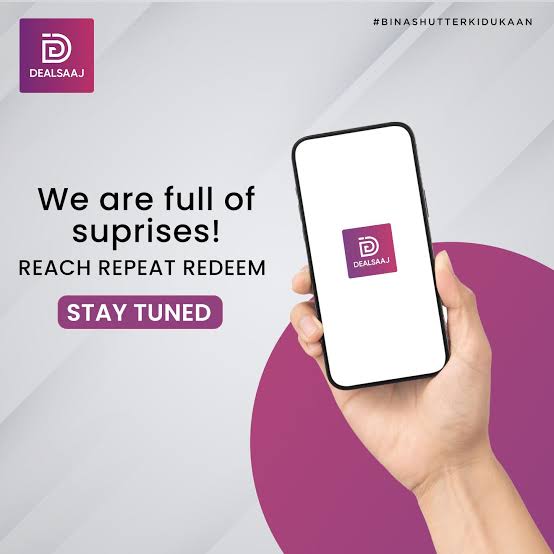 DEALSAAJ
#BINASHUTTERKIDUKAAN
We are full of
suprises!
REACH REPEAT REDEEM
STAY TUNED
DEALSAAJ